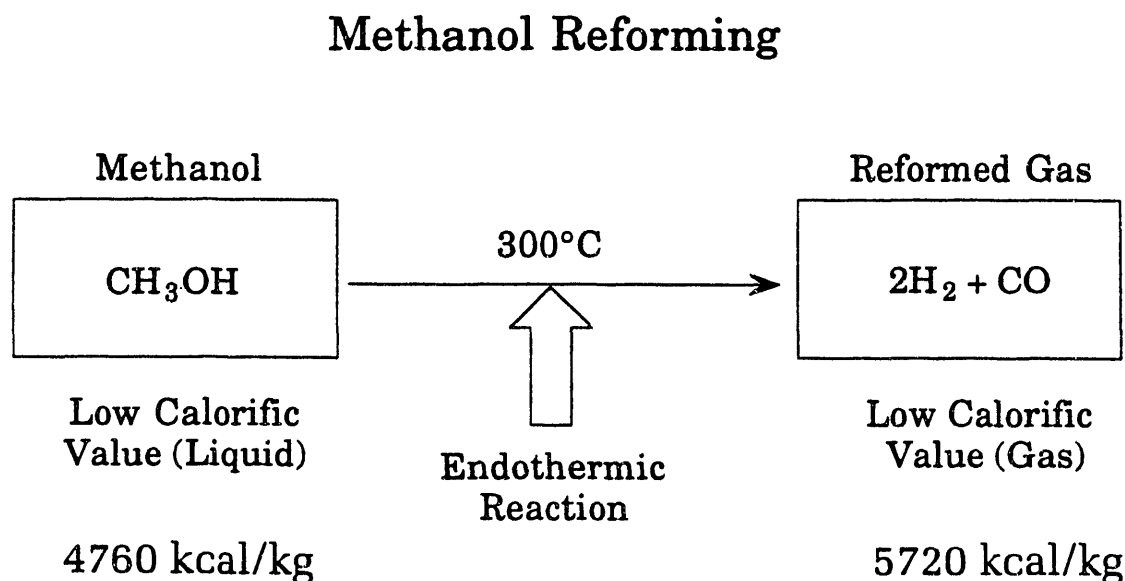 Methanol Reforming
Methanol
Reformed Gas
300°C
CH₃OH
2H₂ + CO
Low Calorific
Value (Liquid)
Low Calorific
Value (Gas)
Endothermic
Reaction
4760 kcal/kg
5720 kcal/kg